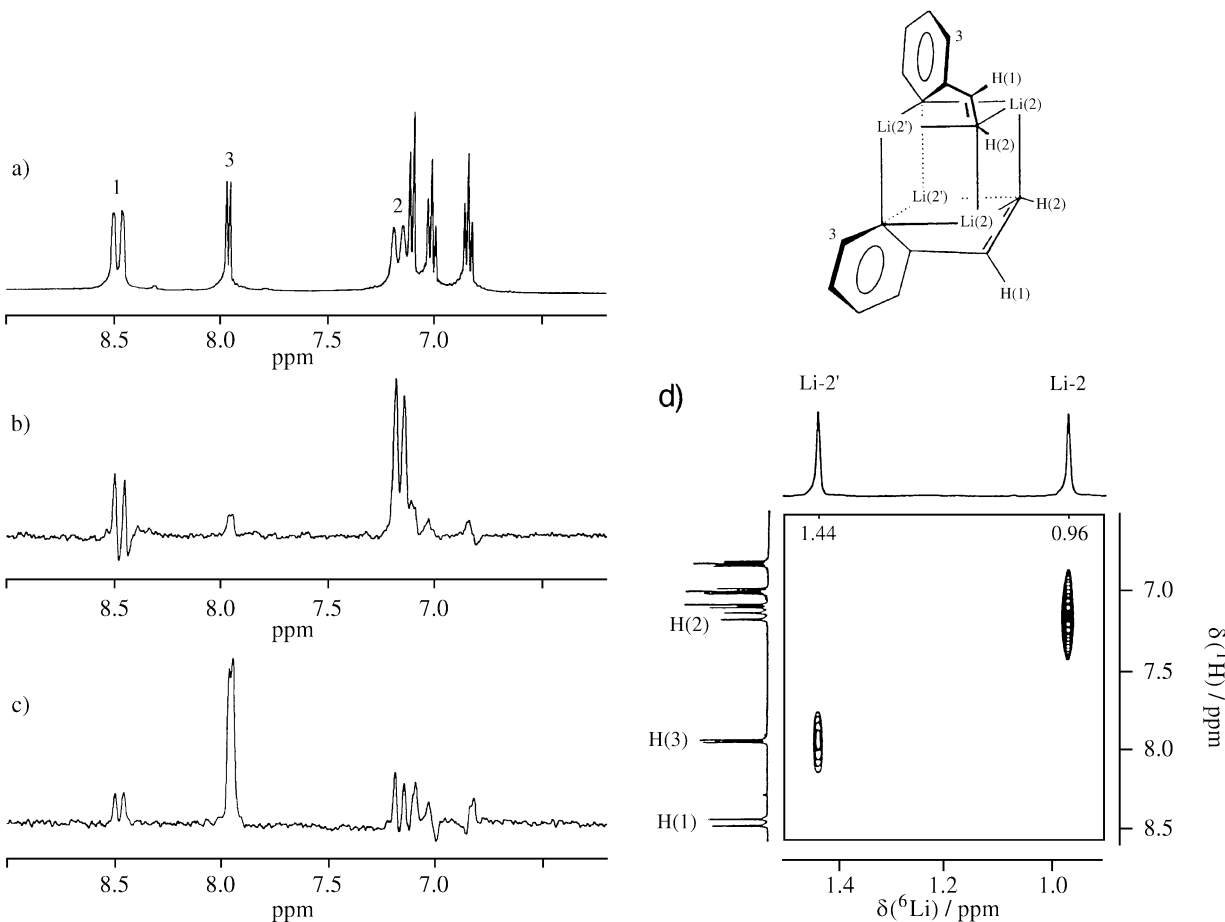 a)
1
3
2
8.5 8.0 7.5 7.0
ppm
b)
8.5 8.0 7.5 7.0
ppm
c)
8.5 8.0 7.5 7.0
ppm
3
H(1)
Li(2)
Li(2')
H(2)
Li(2')
Li(2)
H(2)
3
H(1)
d)
Li-2' Li-2
1.44 0.96
H(2)
H(3)
H(1)
7.0
7.5
8.0
8.5
δ(¹H) / ppm
1.4 1.2 1.0
δ(⁶Li) / ppm